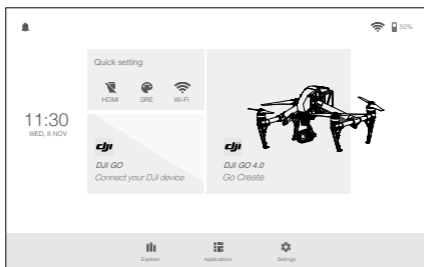 50%
Quick setting
HDMI SRE Wi-Fi
11:30
WED, 8 NOV
dji
DJI GO
Connect your DJI device
dji
DJI GO 4.0
Go Create
Explorer Applications Settings